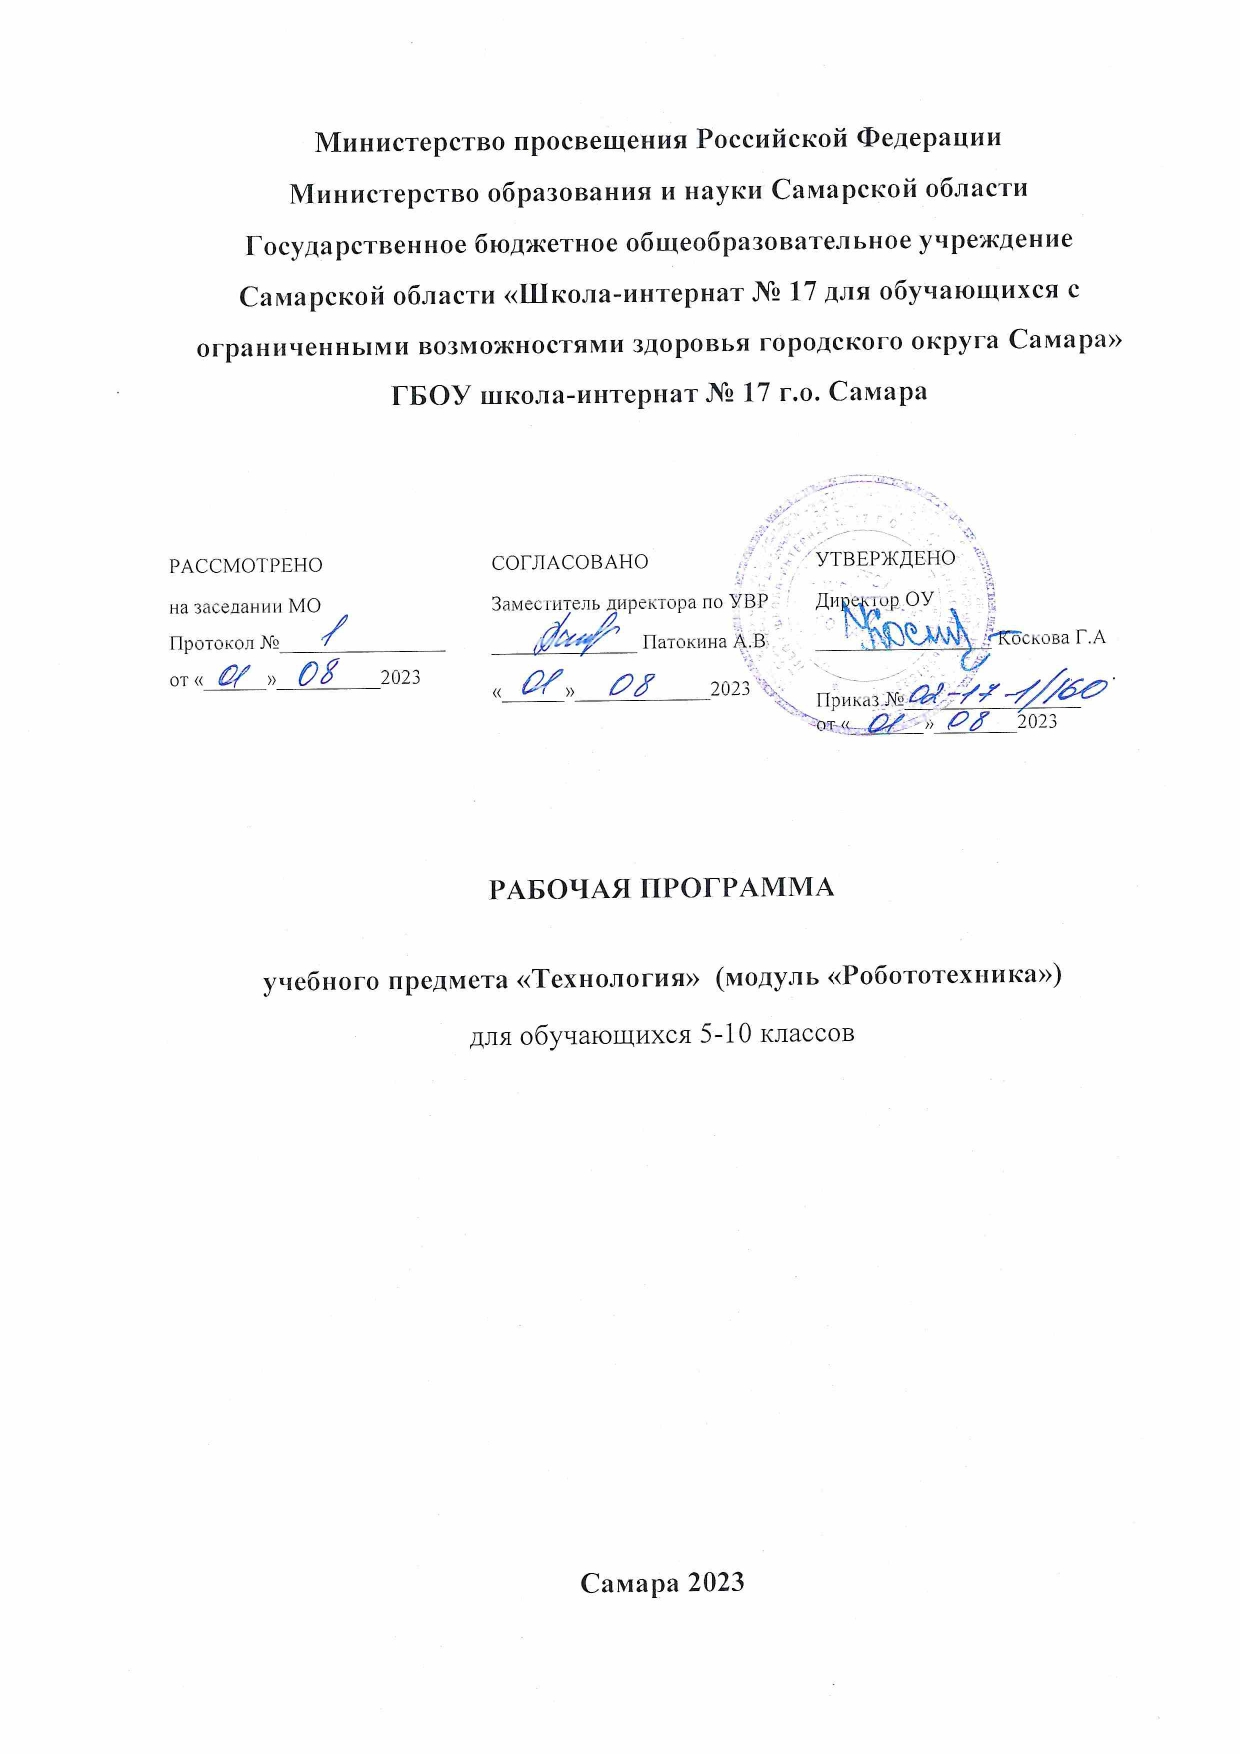 Министерство просвещения Российской Федерации
Министерство образования и науки Самарской области
Государственное бюджетное общеобразовательное учреждение
Самарской области «Школа-интернат № 17 для обучающихся с
ограниченными возможностями здоровья городского округа Самара»
ГБОУ школа-интернат № 17 г.о. Самара
РАССМОТРЕНО
на заседании МО
Протокол № 1
от « 01 » 08 2023
СОГЛАСОВАНО
Заместитель директора по УВР
Патокина А.В
« 01 » 08 2023
УТВЕРЖДЕНО
Директор ОУ
Коскова Г.А
Приказ № 02-17-1/160
от « 01 » 08 2023
РАБОЧАЯ ПРОГРАММА
учебного предмета «Технология» (модуль «Робототехника»)
для обучающихся 5-10 классов
Самара 2023